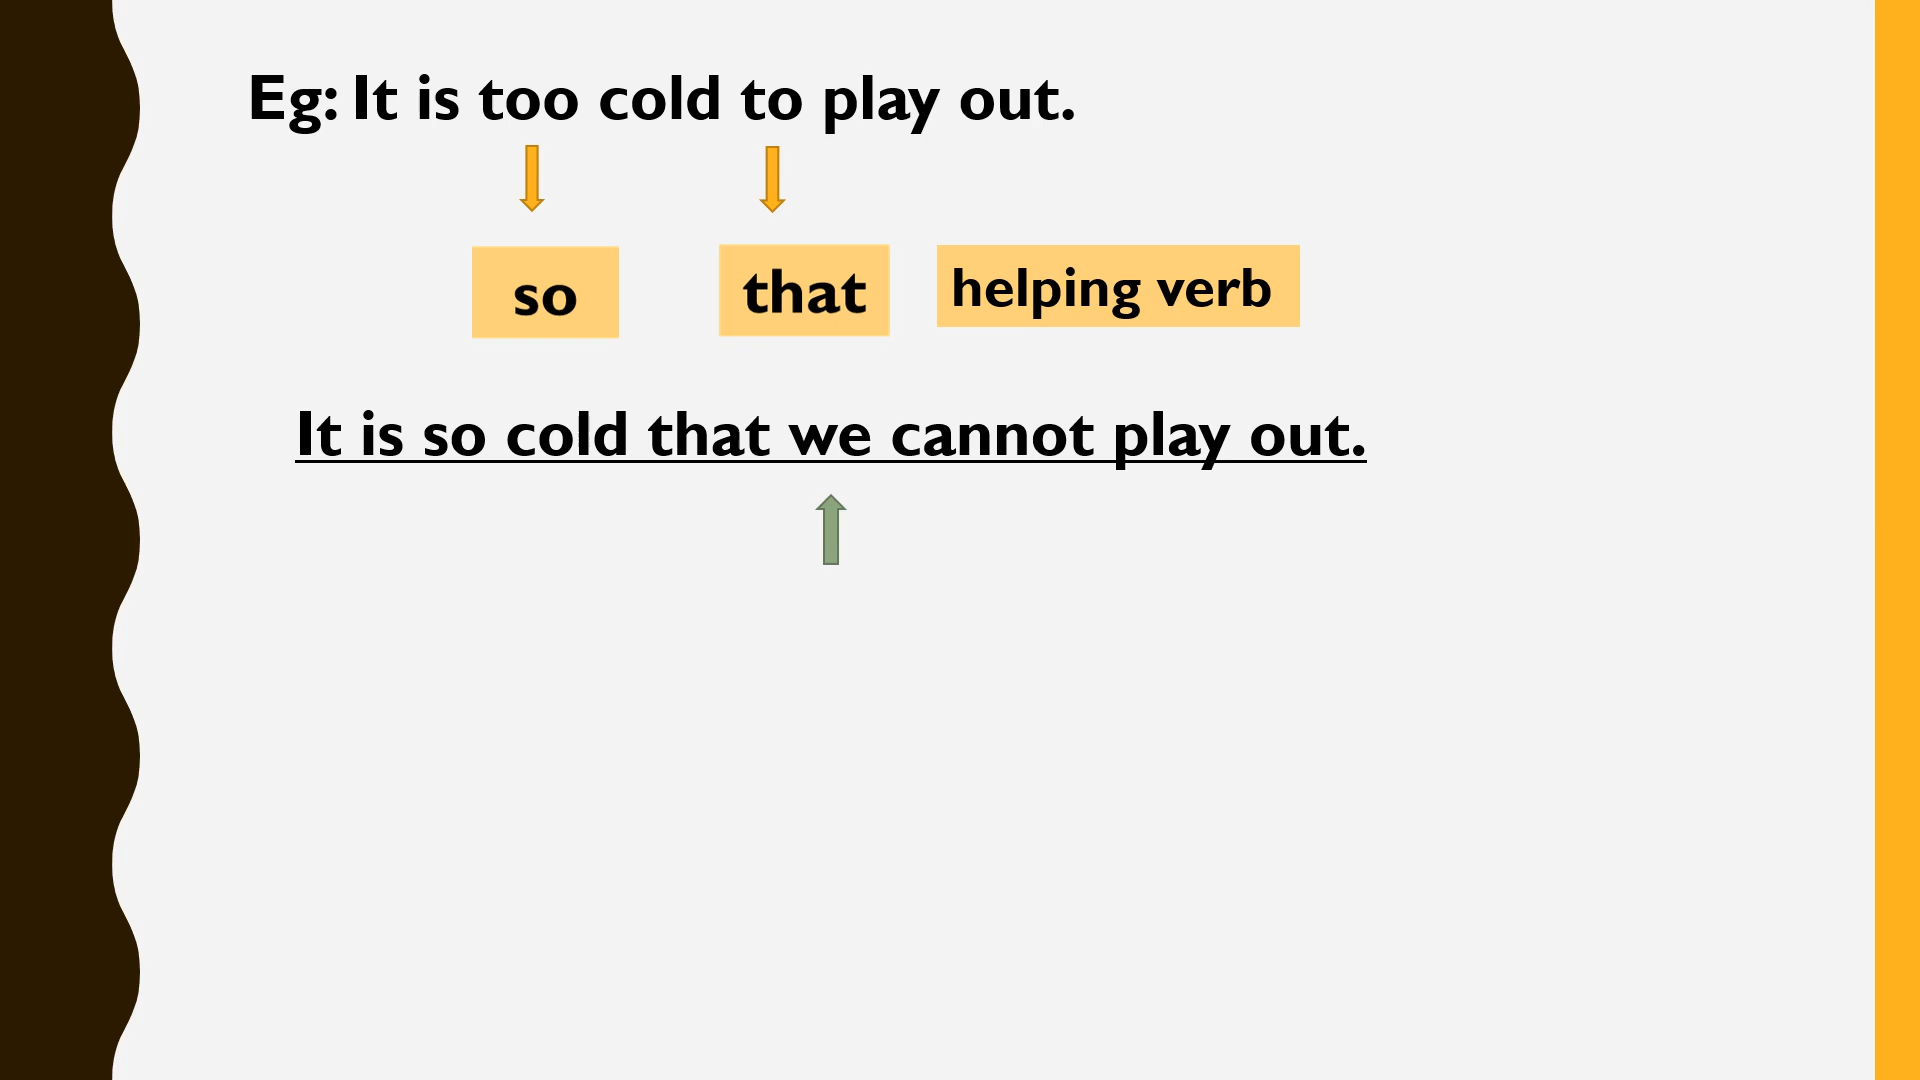 Eg: It is too cold to play out.
so that helping verb
It is so cold that we cannot play out.